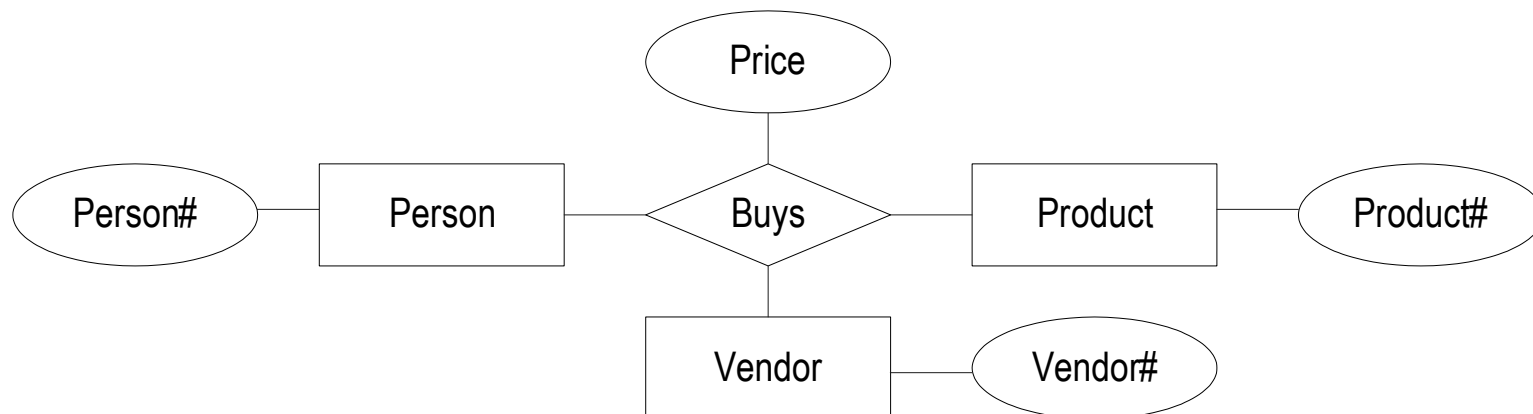 Price
Person#
Person
Buys
Product
Product#
Vendor
Vendor#